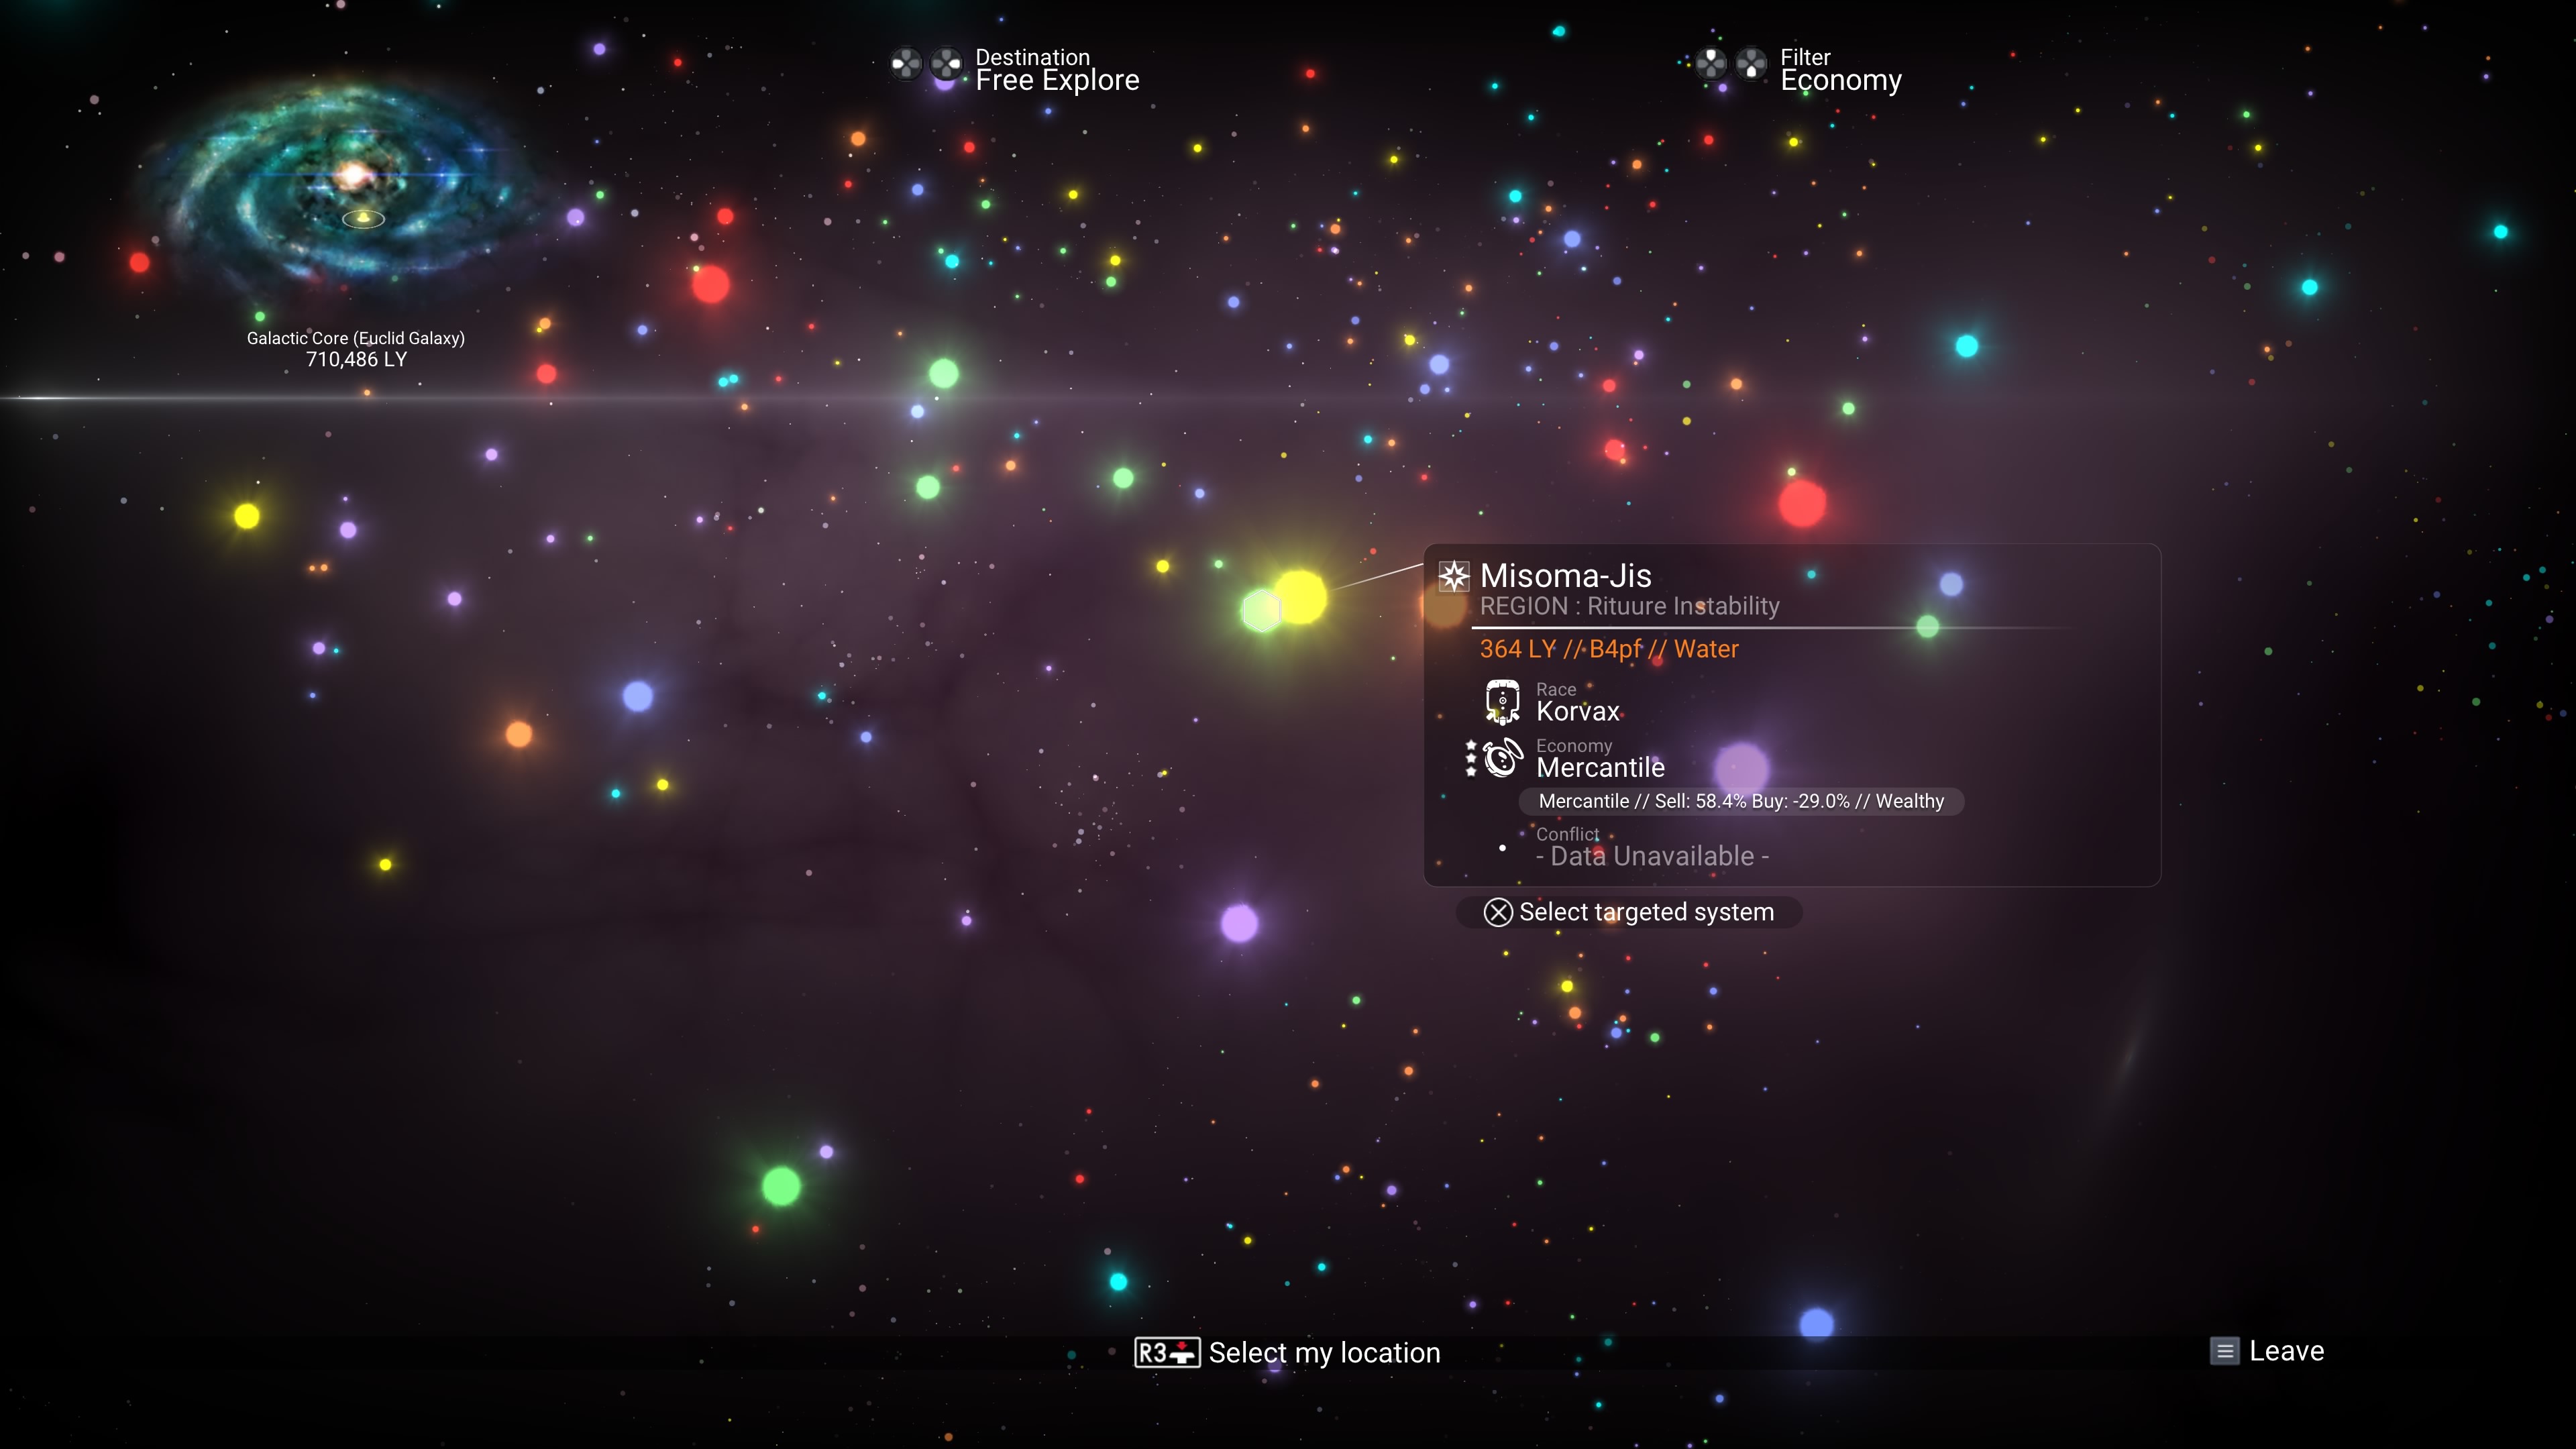 Destination
Free Explore
Filter
Economy
Galactic Core (Euclid Galaxy)
710,486 LY
Misoma-Jis
REGION : Rituure Instability
364 LY // B4pf // Water
Race
Korvax
Economy
Mercantile
Mercantile // Sell: 58.4% Buy: -29.0% // Wealthy
Conflict
- Data Unavailable -
Select targeted system
R3 Select my location
Leave